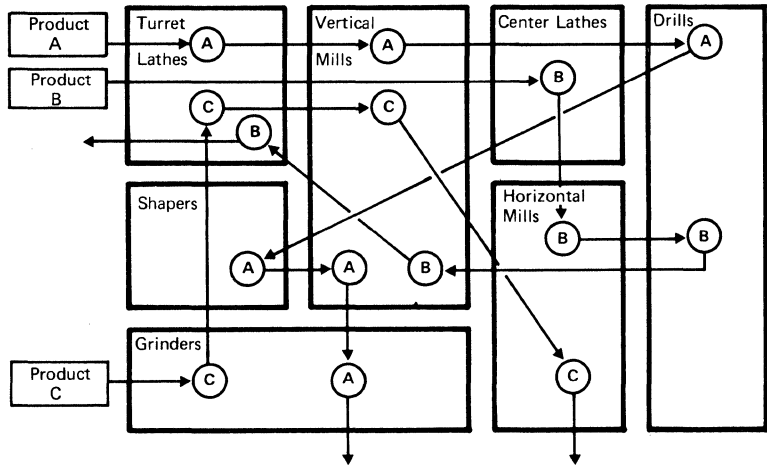 Product
A
Turret
Lathes
A
Vertical
Mills
A
Center Lathes
Drills
A
Product
B
B
C
C
B
Shapers
Horizontal
Mills
A
A
B
B
B
Grinders
Product
C
C
A
C